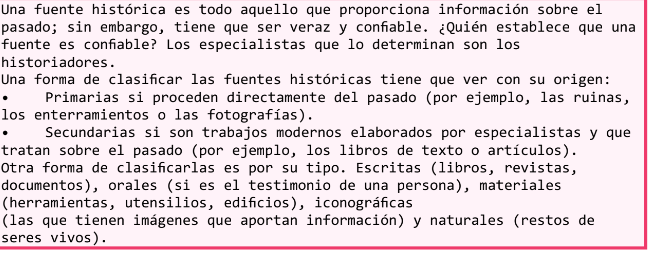 Una fuente histórica es todo aquello que proporciona información sobre el
pasado; sin embargo, tiene que ser veraz y confiable. ¿Quién establece que una
fuente es confiable? Los especialistas que lo determinan son los
historiadores.
Una forma de clasificar las fuentes históricas tiene que ver con su origen:
• Primarias si proceden directamente del pasado (por ejemplo, las ruinas,
los enterramientos o las fotografías).
• Secundarias si son trabajos modernos elaborados por especialistas y que
tratan sobre el pasado (por ejemplo, los libros de texto o artículos).
Otra forma de clasificarlas es por su tipo. Escritas (libros, revistas,
documentos), orales (si es el testimonio de una persona), materiales
(herramientas, utensilios, edificios), iconográficas
(las que tienen imágenes que aportan información) y naturales (restos de
seres vivos).